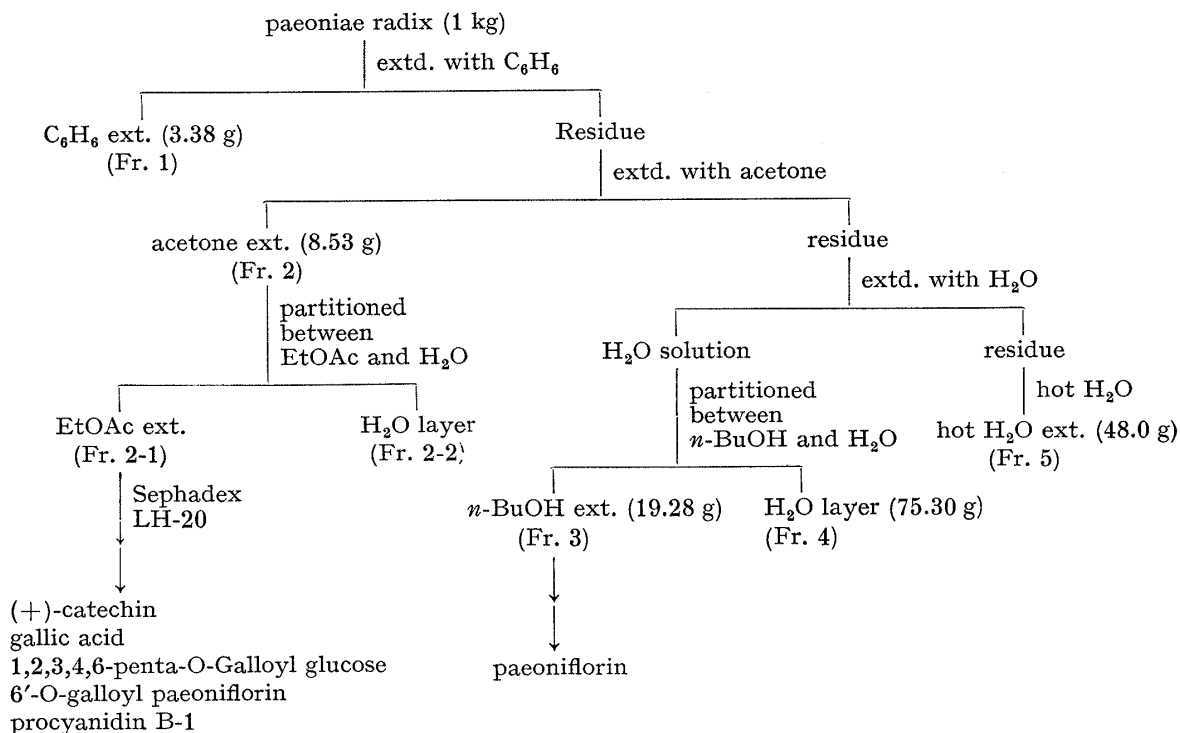 paeoniae radix (1 kg)
extd. with C₆H₆
C₆H₆ ext. (3.38 g)
(Fr. 1)
Residue
extd. with acetone
acetone ext. (8.53 g)
(Fr. 2)
residue
partitioned
between
EtOAc and H₂O
extd. with H₂O
EtOAc ext.
(Fr. 2-1)
H₂O layer
(Fr. 2-2)
H₂O solution
residue
partitioned
between
n-BuOH and H₂O
hot H₂O
hot H₂O ext. (48.0 g)
(Fr. 5)
Sephadex
LH-20
n-BuOH ext. (19.28 g)
(Fr. 3)
H₂O layer (75.30 g)
(Fr. 4)
(+)-catechin
gallic acid
1,2,3,4,6-penta-O-Galloyl glucose
6′-O-galloyl paeoniflorin
procyanidin B-1
paeoniflorin